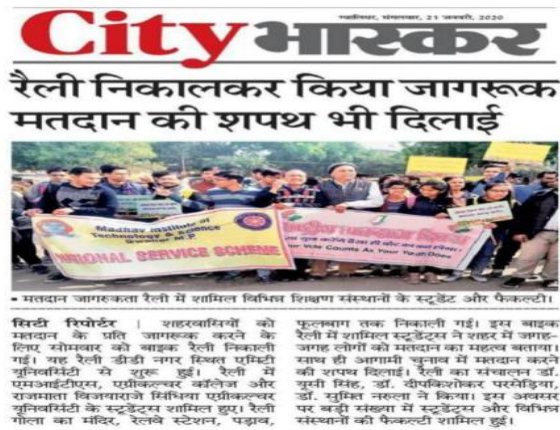 ग्वालियर, मंगलवार, 21 जनवरी, 2020
City भास्कर
रैली निकालकर किया जागरूक
मतदान की शपथ भी दिलाई
Madhav Institute of
Technology & Science
Gwalior M.P.
NATIONAL SERVICE SCHEME
Vote Counts As Your Youth Does
▪ मतदान जागरूकता रैली में शामिल विभिन्न शिक्षण संस्थानों के स्टूडेंट और फैकल्टी।
सिटी रिपोर्टर | शहरवासियों को
मतदान के प्रति जागरूक करने के
लिए सोमवार को बाइक रैली निकाली
गई। यह रैली डीडी नगर स्थित एमिटी
यूनिवर्सिटी से शुरू हुई। रैली में
एमआईटीएस, एग्रीकल्चर कॉलेज और
राजमाता विजयाराजे सिंधिया एग्रीकल्चर
यूनिवर्सिटी के स्टूडेंट्स शामिल हुए। रैली
गोला का मंदिर, रेलवे स्टेशन, पड़ाव,
फूलबाग तक निकाली गई। इस बाइक
रैली में शामिल स्टूडेंट्स ने शहर में जगह-
जगह लोगों को मतदान का महत्व बताया।
साथ ही आगामी चुनाव में मतदान करने
की शपथ दिलाई। रैली का संचालन डॉ.
यूसी सिंह, डॉ. दीपकिशोकर परसेड़िया,
डॉ. सुमित नरुला ने किया। इस अवसर
पर बड़ी संख्या में स्टूडेंट्स और विभिन्न
संस्थानों की फैकल्टी शामिल हुई।